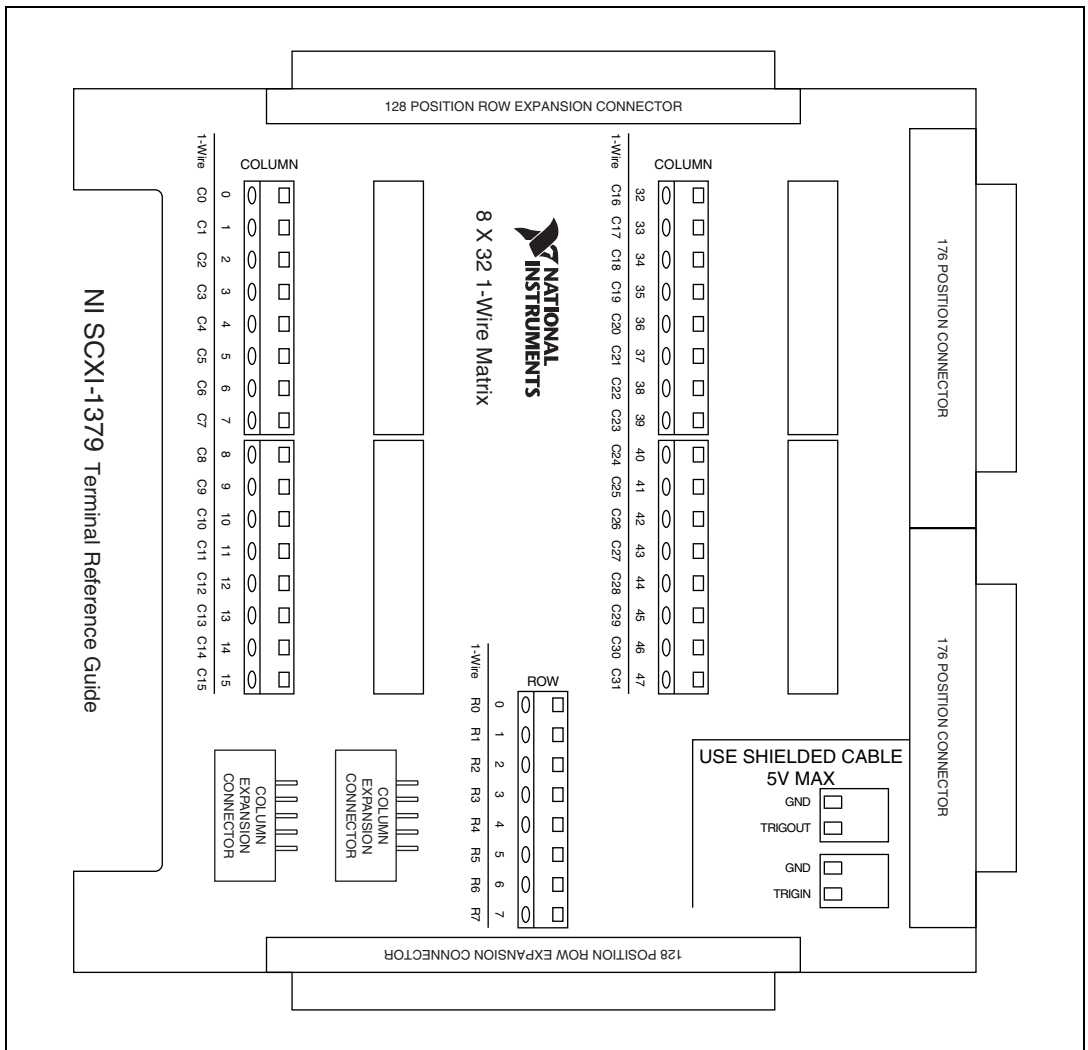 128 POSITION ROW EXPANSION CONNECTOR
NI SCXI-1379 Terminal Reference Guide
1-Wire
COLUMN
C0 0
C1 1
C2 2
C3 3
C4 4
C5 5
C6 6
C7 7
C8 8
C9 9
C10 10
C11 11
C12 12
C13 13
C14 14
C15 15
NATIONAL
INSTRUMENTS
8 X 32 1-Wire Matrix
1-Wire
COLUMN
C16 32
C17 33
C18 34
C19 35
C20 36
C21 37
C22 38
C23 39
C24 40
C25 41
C26 42
C27 43
C28 44
C29 45
C30 46
C31 47
176 POSITION CONNECTOR
176 POSITION CONNECTOR
COLUMN
EXPANSION
CONNECTOR
COLUMN
EXPANSION
CONNECTOR
1-Wire
ROW
R0 0
R1 1
R2 2
R3 3
R4 4
R5 5
R6 6
R7 7
USE SHIELDED CABLE
5V MAX
GND
TRIGOUT
GND
TRIGIN
128 POSITION ROW EXPANSION CONNECTOR